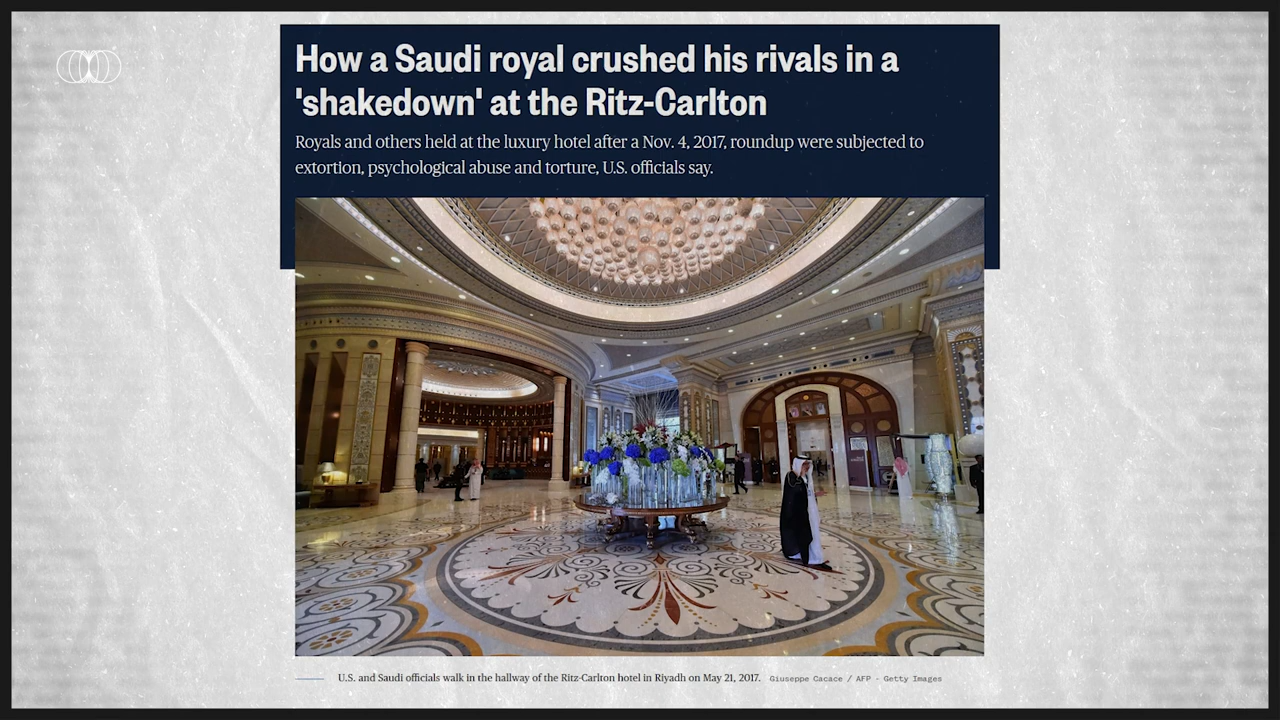 How a Saudi royal crushed his rivals in a
'shakedown' at the Ritz-Carlton
Royals and others held at the luxury hotel after a Nov. 4, 2017, roundup were subjected to
extortion, psychological abuse and torture, U.S. officials say.
U.S. and Saudi officials walk in the hallway of the Ritz-Carlton hotel in Riyadh on May 21, 2017. Giuseppe Cacace / AFP - Getty Images